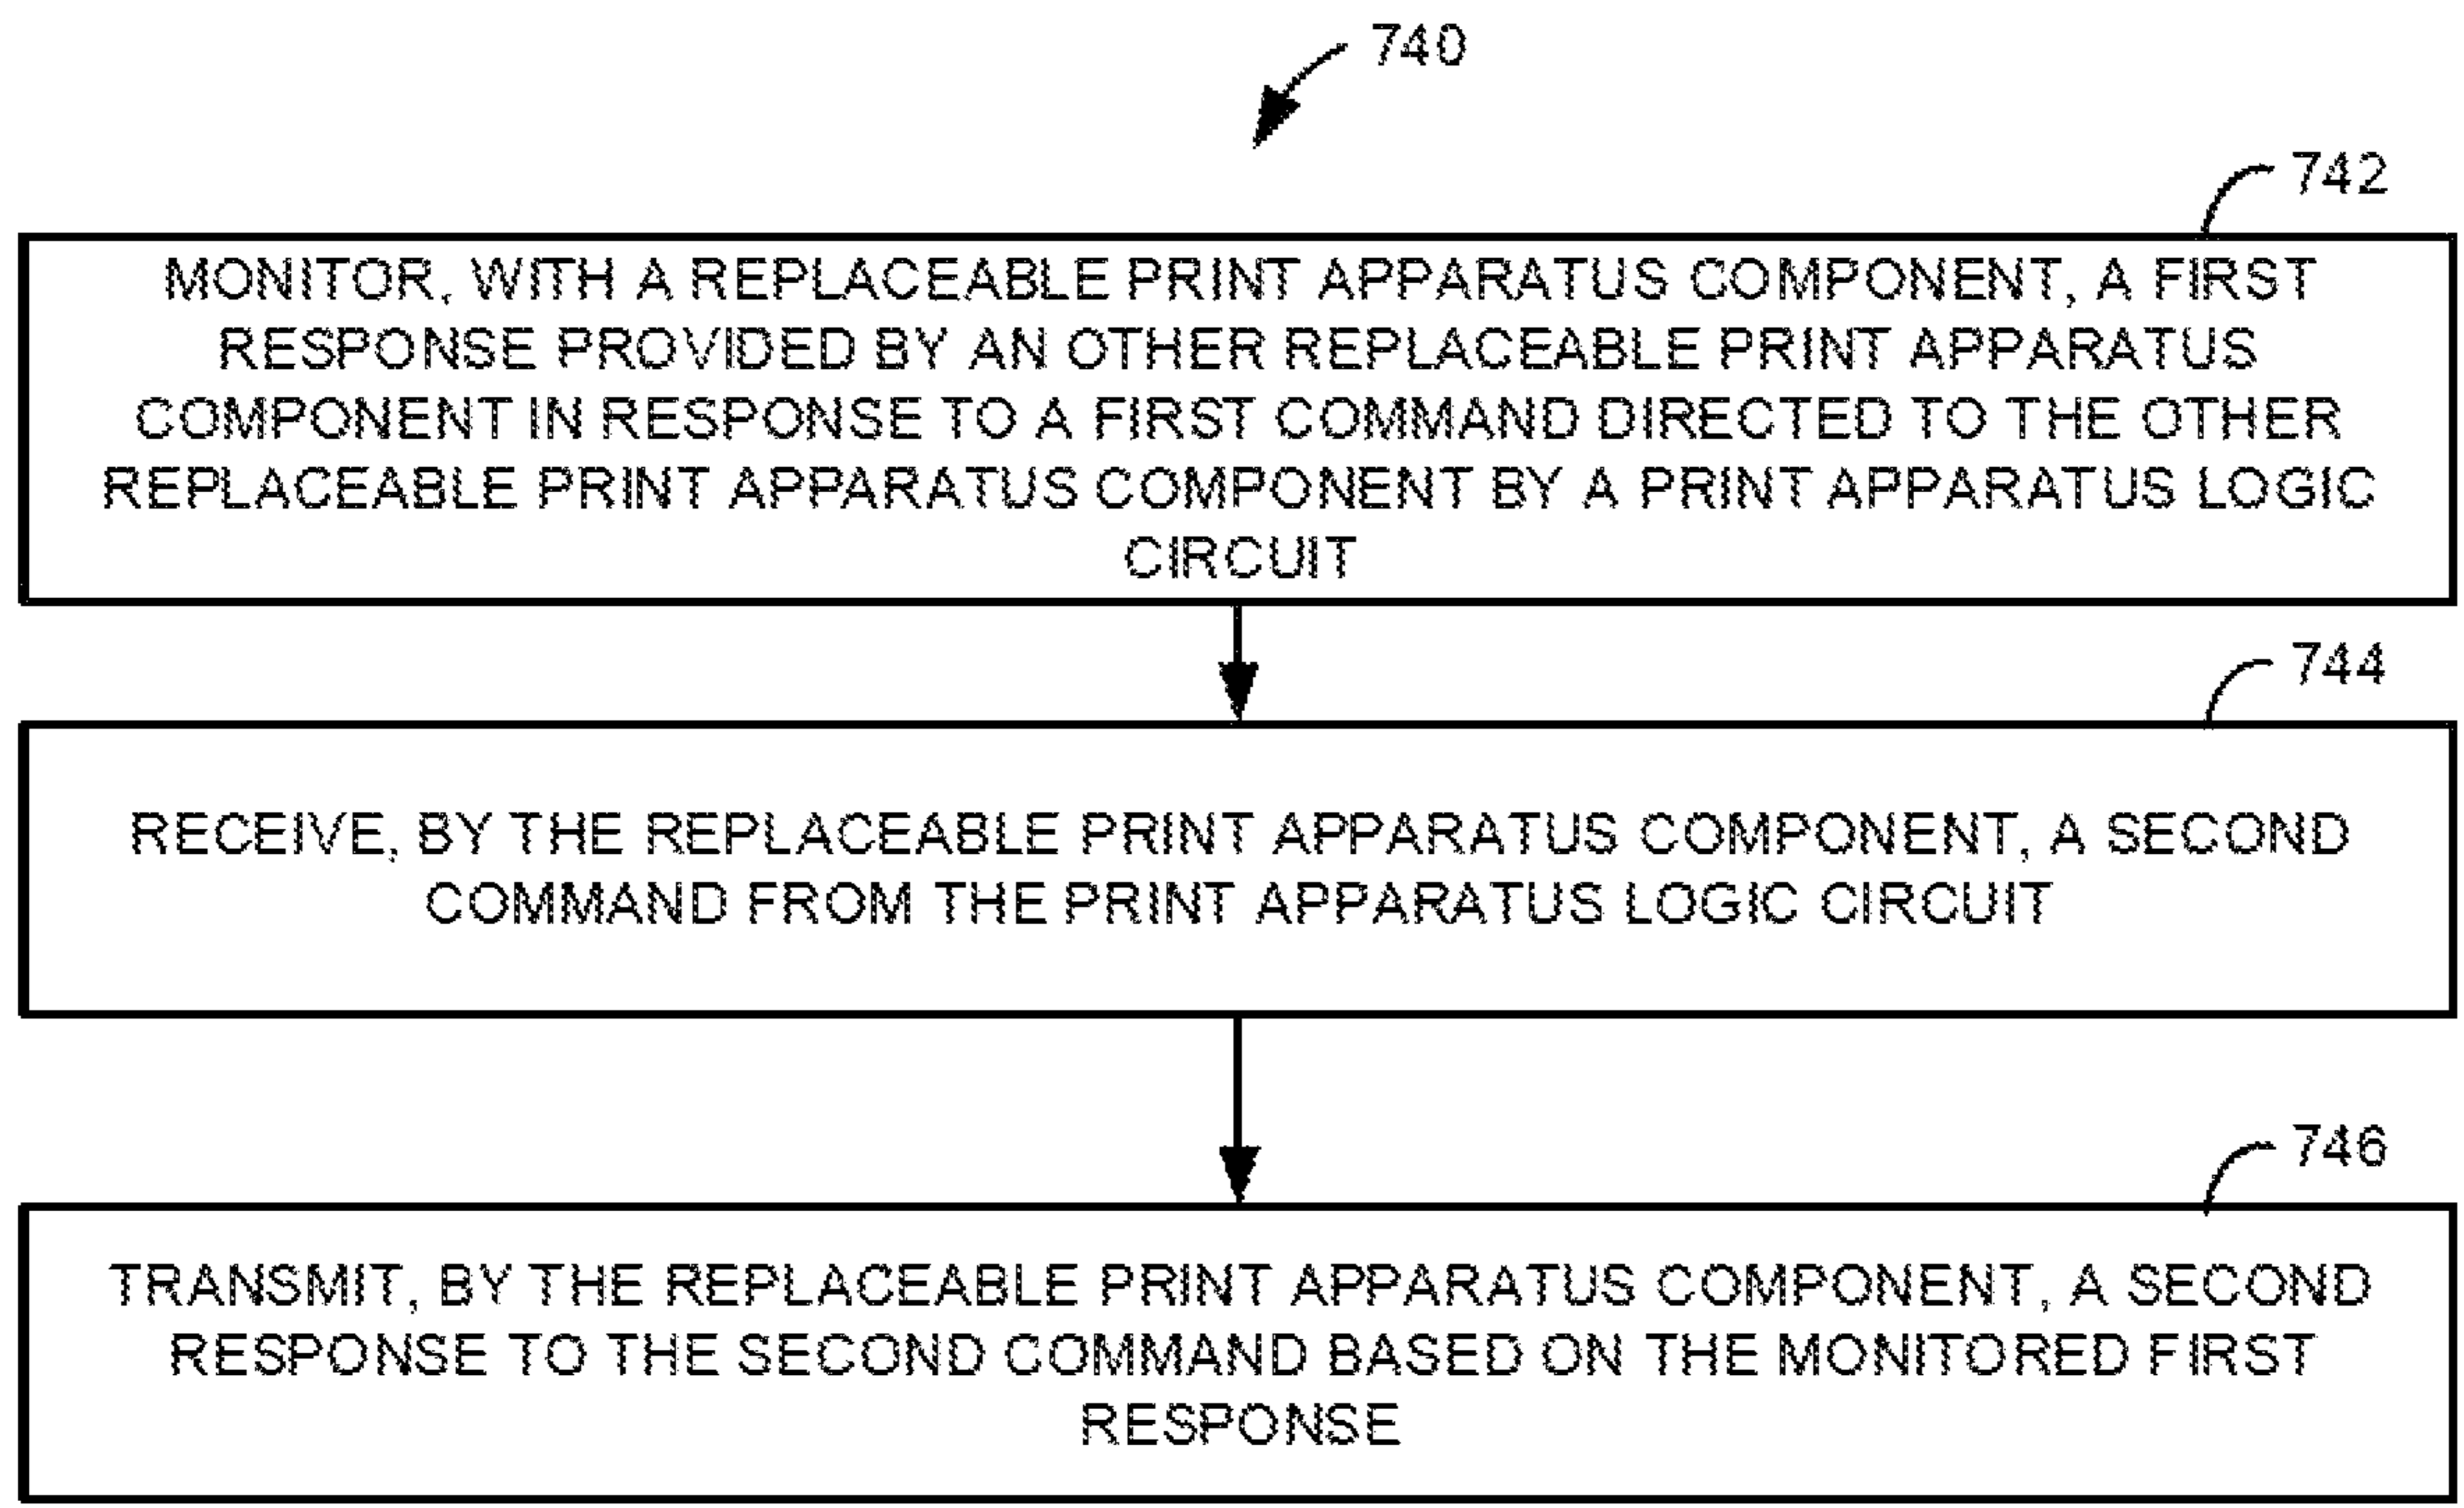 740
742
MONITOR, WITH A REPLACEABLE PRINT APPARATUS COMPONENT, A FIRST
RESPONSE PROVIDED BY AN OTHER REPLACEABLE PRINT APPARATUS
COMPONENT IN RESPONSE TO A FIRST COMMAND DIRECTED TO THE OTHER
REPLACEABLE PRINT APPARATUS COMPONENT BY A PRINT APPARATUS LOGIC
CIRCUIT
744
RECEIVE, BY THE REPLACEABLE PRINT APPARATUS COMPONENT, A SECOND
COMMAND FROM THE PRINT APPARATUS LOGIC CIRCUIT
746
TRANSMIT, BY THE REPLACEABLE PRINT APPARATUS COMPONENT, A SECOND
RESPONSE TO THE SECOND COMMAND BASED ON THE MONITORED FIRST
RESPONSE